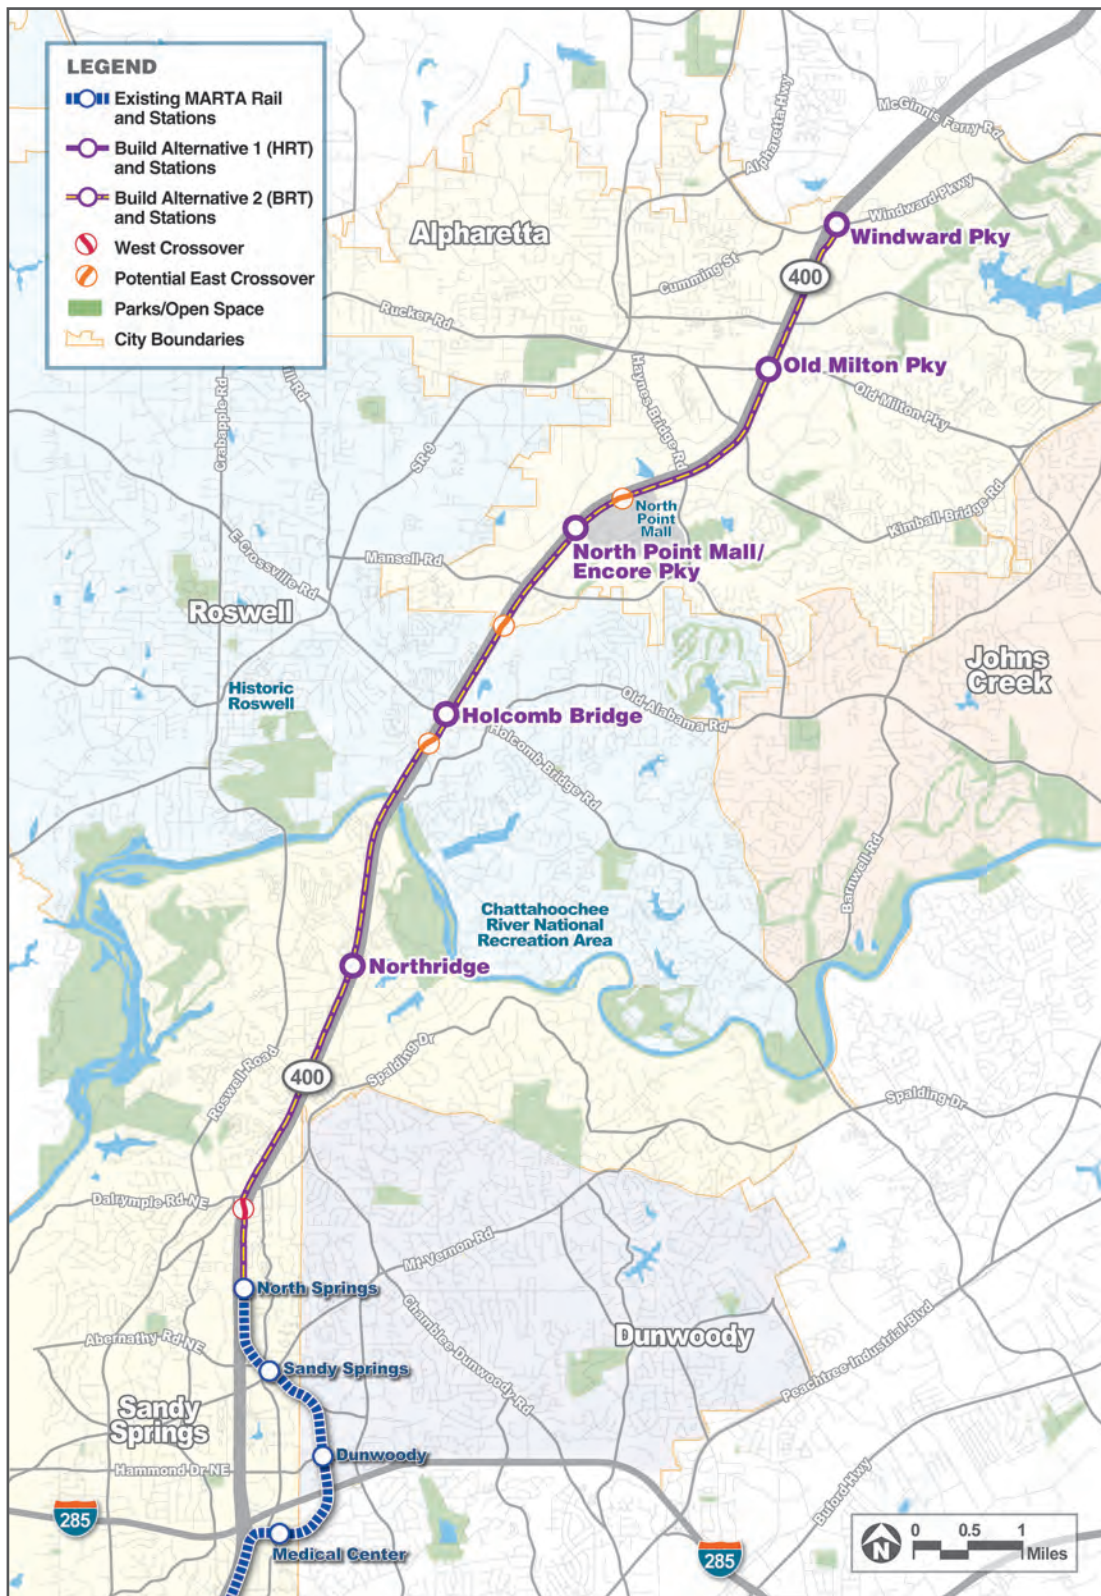 LEGEND
Existing MARTA Rail
and Stations
Build Alternative 1 (HRT)
and Stations
Build Alternative 2 (BRT)
and Stations
West Crossover
Potential East Crossover
Parks/Open Space
City Boundaries
McGinnis Ferry Rd
Alpharetta Hwy
Windward Pkwy
Alpharetta
Windward Pky
Cumming St
400
Rucker Rd
Old Milton Pky
Haynes Bridge Rd
Old Milton Pky
Crabapple Rd
ill Rd
SR 9
North
Point
Mall
Kimball Bridge Rd
North Point Mall/
Encore Pky
E Crossville Rd
Mansell Rd
Roswell
Johns
Creek
Historic
Roswell
Old Alabama Rd
Holcomb Bridge
Holcomb Bridge Rd
Barnwell Rd
Chattahoochee
River National
Recreation Area
Northridge
Roswell Road
400
Spalding Dr
Spalding Dr
Dalrymple Rd NE
Mt Vernon Rd
North Springs
Chamblee Dunwoody Rd
Abernathy Rd NE
Dunwoody
Peachtree Industrial Blvd
Sandy Springs
Sandy
Springs
Dunwoody
Hammond Dr NE
Buford Hwy
285
Medical Center
285
N
0 0.5 1
Miles